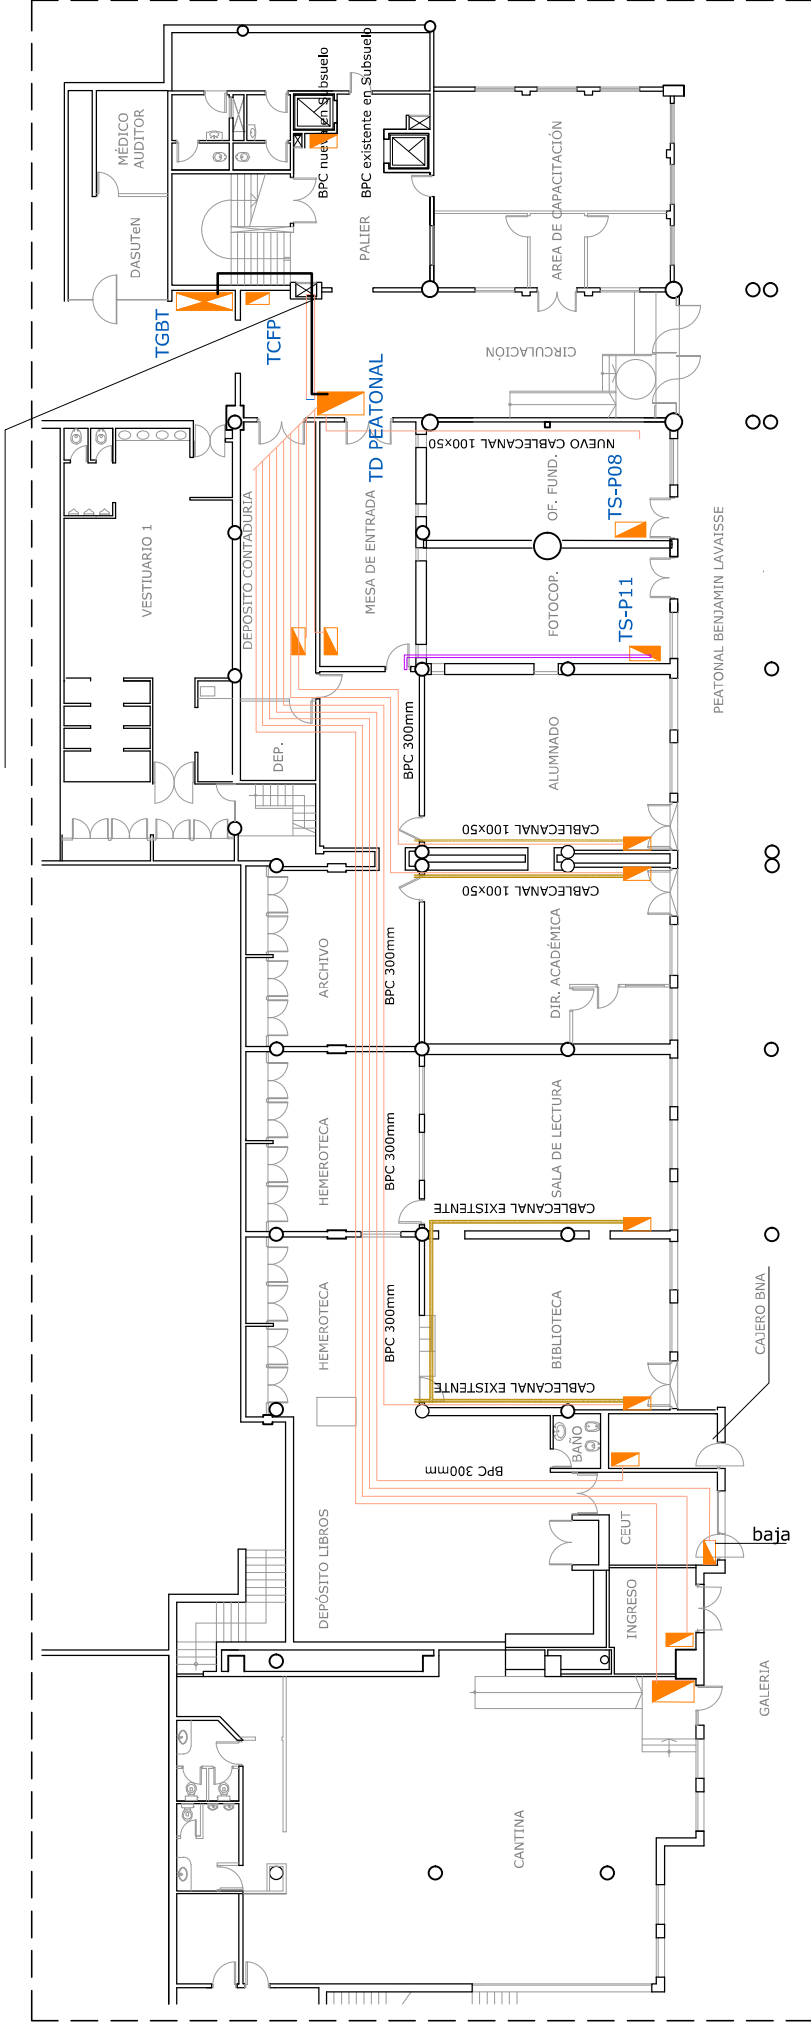 BPC nuevo en Subsuelo
BPC existente en Subsuelo
MÉDICO
AUDITOR
DASUTeN
PALIER
AREA DE CAPACITACIÓN
TGBT
TCFP
CIRCULACIÓN
TD PEATONAL
NUEVO CABLECANAL 100x50
OF. FUND.
TS-P08
VESTIUARIO 1
DEPOSITO CONTADURIA
MESA DE ENTRADA
FOTOCOP.
TS-P11
PEATONAL BENJAMIN LAVAISSE
DEP.
BPC 300mm
ALUMNADO
CABLECANAL 100x50
CABLECANAL 100x50
ARCHIVO
BPC 300mm
DIR. ACADÉMICA
HEMEROTECA
BPC 300mm
SALA DE LECTURA
CABLECANAL EXISTENTE
HEMEROTECA
BPC 300mm
BIBLIOTECA
CAJERO BNA
CABLECANAL EXISTENTE
BAÑO
BPC 300mm
DEPÓSITO LIBROS
CEUT
baja
INGRESO
GALERIA
CANTINA